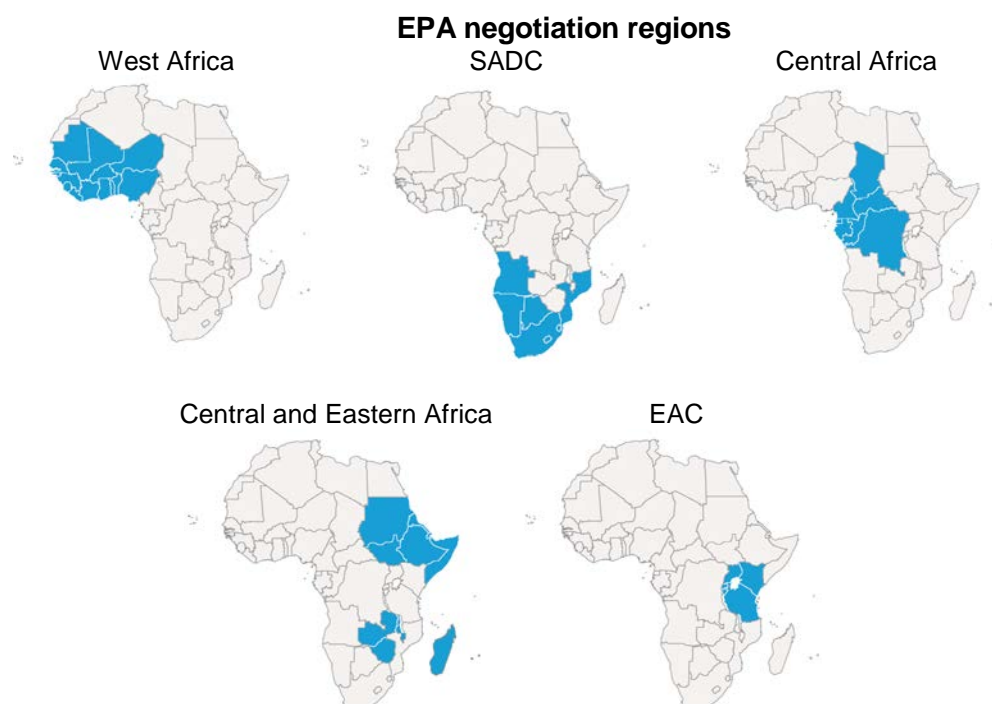 EPA negotiation regions
West Africa
SADC
Central Africa
Central and Eastern Africa
EAC